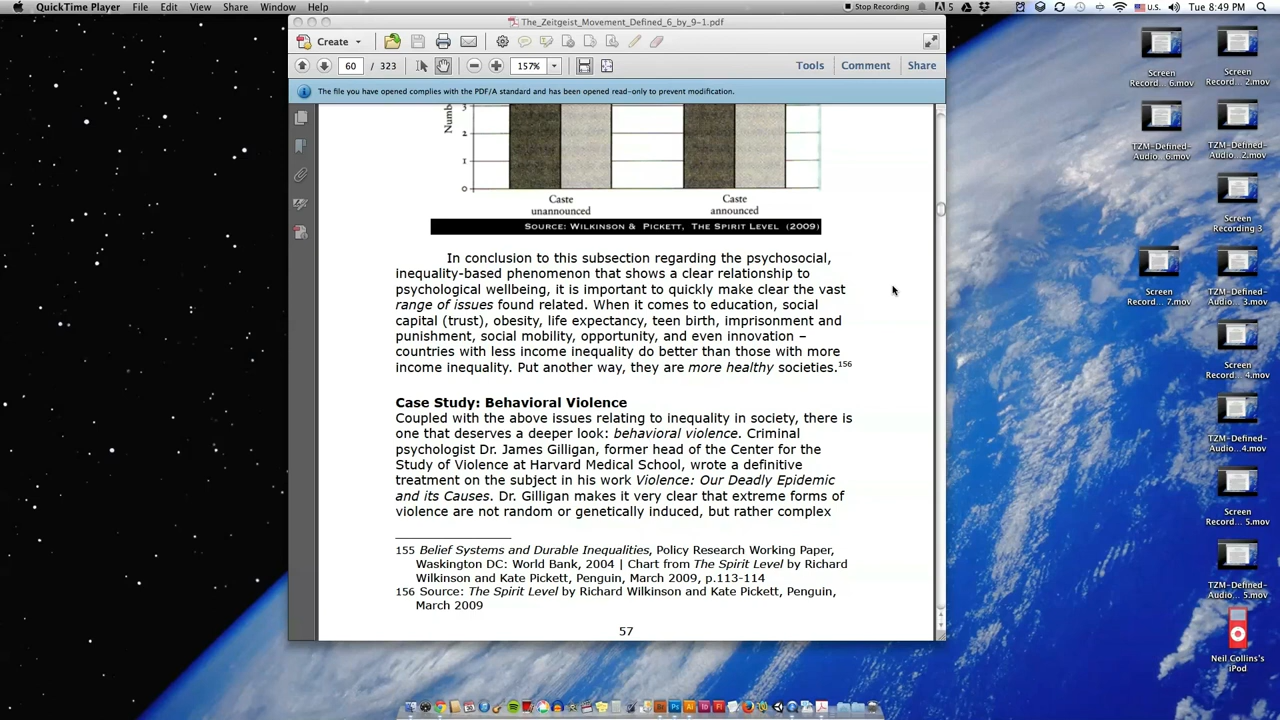 QuickTime Player File Edit View Share Window Help
Stop Recording 5 U.S. Tue 8:49 PM
The_Zeitgeist_Movement_Defined_6_by_9-1.pdf
Create
60 / 323 157% Tools Comment Share
The file you have opened complies with the PDF/A standard and has been opened read-only to prevent modification.
Numb
3
2
1
0
Caste unannounced
Caste announced
SOURCE: WILKINSON & PICKETT, THE SPIRIT LEVEL (2009)
In conclusion to this subsection regarding the psychosocial,
inequality-based phenomenon that shows a clear relationship to
psychological wellbeing, it is important to quickly make clear the vast
range of issues found related. When it comes to education, social
capital (trust), obesity, life expectancy, teen birth, imprisonment and
punishment, social mobility, opportunity, and even innovation –
countries with less income inequality do better than those with more
income inequality. Put another way, they are more healthy societies.156
Case Study: Behavioral Violence
Coupled with the above issues relating to inequality in society, there is
one that deserves a deeper look: behavioral violence. Criminal
psychologist Dr. James Gilligan, former head of the Center for the
Study of Violence at Harvard Medical School, wrote a definitive
treatment on the subject in his work Violence: Our Deadly Epidemic
and its Causes. Dr. Gilligan makes it very clear that extreme forms of
violence are not random or genetically induced, but rather complex
155 Belief Systems and Durable Inequalities, Policy Research Working Paper,
Waskington DC: World Bank, 2004 | Chart from The Spirit Level by Richard
Wilkinson and Kate Pickett, Penguin, March 2009, p.113-114
156 Source: The Spirit Level by Richard Wilkinson and Kate Pickett, Penguin,
March 2009
57
Screen
Record... 6.mov
Screen
Recor... 2.mov
TZM-Defined-
Audio... 6.mov
TZM-Defined-
Audio... 2.mov
Screen
Recording 3
Screen
Record... 7.mov
TZM-Defined-
Audio... 3.mov
Screen
Record... 4.mov
TZM-Defined-
Audio...4.mov
Screen
Record... 5.mov
TZM-Defined-
Audio... 5.mov
Neil Collins's
iPod